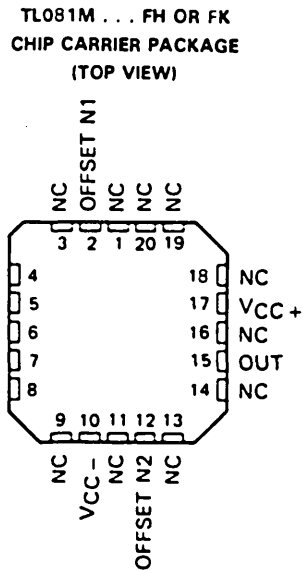 TL081M . . . FH OR FK
CHIP CARRIER PACKAGE
(TOP VIEW)
NC
OFFSET N1
NC
NC
NC
3 2 1 20 19
4
5
6
7
8
18 NC
17 VCC+
16 NC
15 OUT
14 NC
9 10 11 12 13
NC
VCC−
NC
OFFSET N2
NC